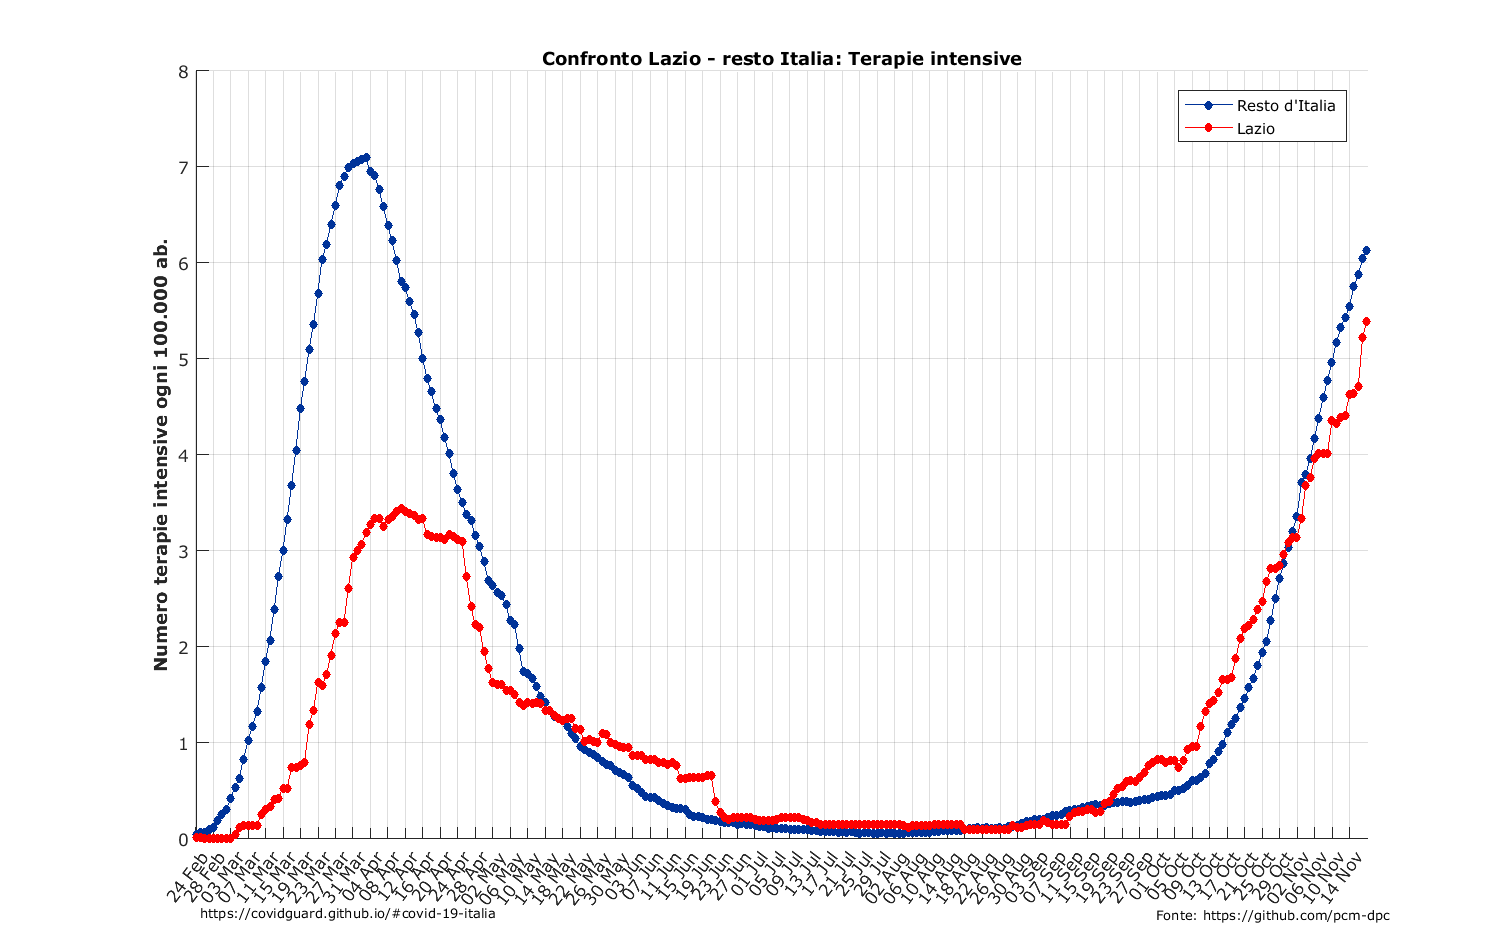 Confronto Lazio - resto Italia: Terapie intensive
Resto d'Italia
Lazio
Numero terapie intensive ogni 100.000 ab.
8
7
6
5
4
3
2
1
0
24 Feb
28 Feb
03 Mar
07 Mar
11 Mar
15 Mar
19 Mar
23 Mar
27 Mar
31 Mar
04 Apr
08 Apr
12 Apr
16 Apr
20 Apr
24 Apr
28 Apr
02 May
06 May
10 May
14 May
18 May
22 May
26 May
30 May
03 Jun
07 Jun
11 Jun
15 Jun
19 Jun
23 Jun
27 Jun
01 Jul
05 Jul
09 Jul
13 Jul
17 Jul
21 Jul
25 Jul
29 Jul
02 Aug
06 Aug
10 Aug
14 Aug
18 Aug
22 Aug
26 Aug
30 Aug
03 Sep
07 Sep
11 Sep
15 Sep
19 Sep
23 Sep
27 Sep
01 Oct
05 Oct
09 Oct
13 Oct
17 Oct
21 Oct
25 Oct
29 Oct
02 Nov
06 Nov
10 Nov
14 Nov
https://covidguard.github.io/#covid-19-italia
Fonte: https://github.com/pcm-dpc